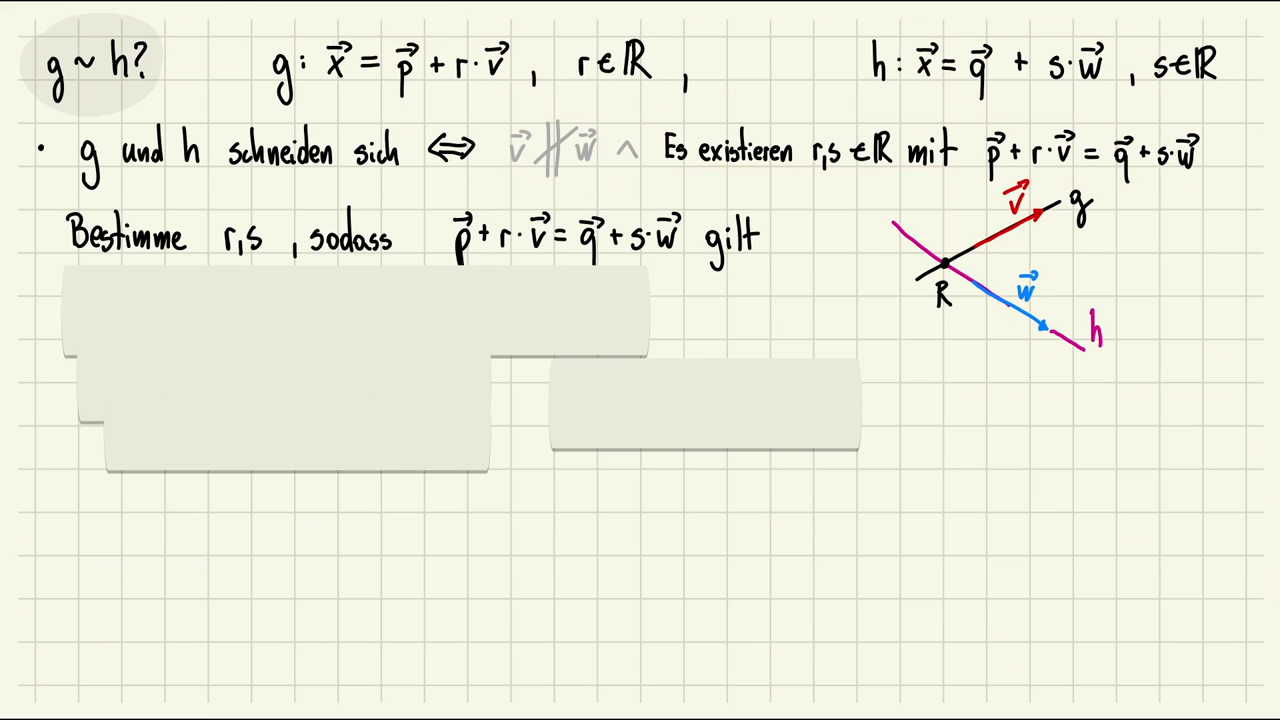 g ~ h? g: x⃗ = p⃗ + r · v⃗ , r ∈ ℝ , h: x⃗ = q⃗ + s · w⃗ , s ∈ ℝ
• g und h schneiden sich ⇔ v⃗ ∦ w⃗ ∧ Es existieren r,s ∈ ℝ mit p⃗ + r · v⃗ = q⃗ + s · w⃗
Bestimme r,s , sodass p⃗ + r · v⃗ = q⃗ + s · w⃗ gilt
v⃗ g
R w⃗
h